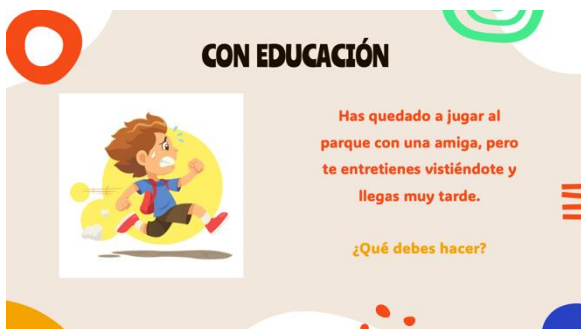 CON EDUCACIÓN
Has quedado a jugar al
parque con una amiga, pero
te entretienes vistiéndote y
llegas muy tarde.
¿Qué debes hacer?